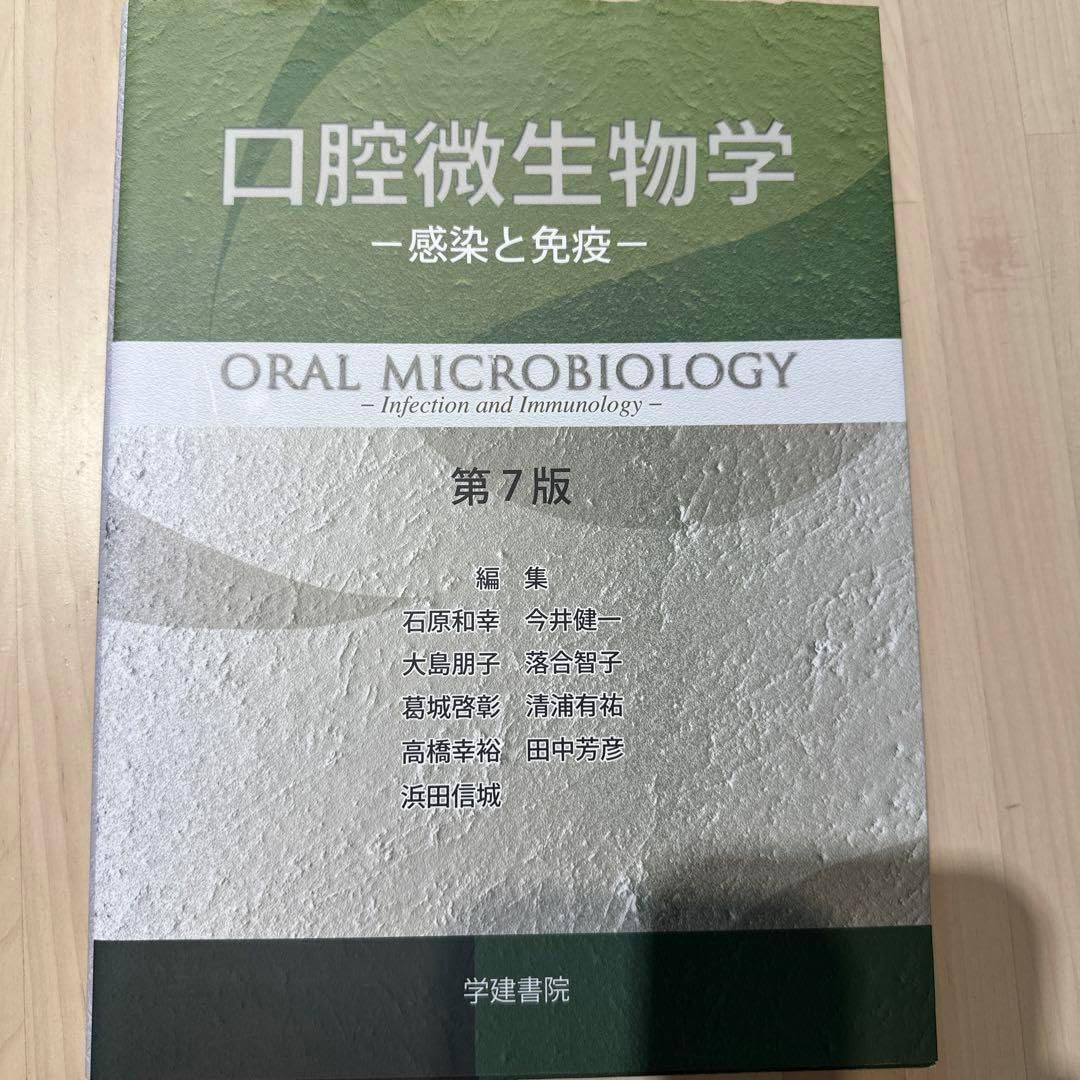 口腔微生物学
－感染と免疫－
ORAL MICROBIOLOGY
– Infection and Immunology –
第7版
編 集
石原和幸 今井健一
大島朋子 落合智子
葛城啓彰 清浦有祐
高橋幸裕 田中芳彦
浜田信城
学建書院